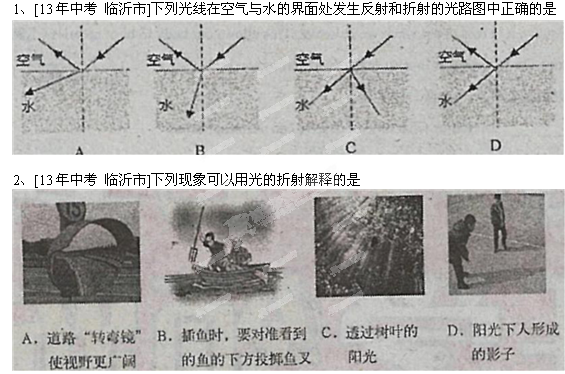 1、[13年中考 临沂市]下列光线在空气与水的界面处发生反射和折射的光路图中正确的是
空气 空气 空气 空气
水 水 水 水
A B C D
2、[13年中考 临沂市]下列现象可以用光的折射解释的是
A．道路“转弯镜” B．插鱼时，要对准看到 C．透过树叶的 D．阳光下人形成
使视野更广阔 的鱼的下方投掷鱼叉 阳光 的影子